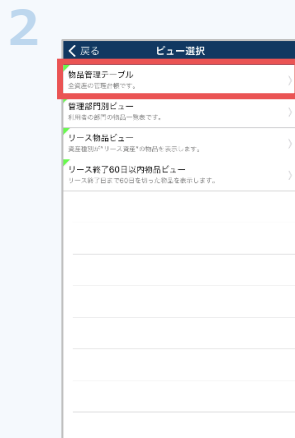 2
戻る
ビュー選択
物品管理テーブル
全資産の管理台帳です。
管理部門別ビュー
利用者の部門の物品一覧表です。
リース物品ビュー
資産種別が"リース資産"の物品を表示します。
リース終了60日以内物品ビュー
リース終了日まで60日を切った物品を表示します。